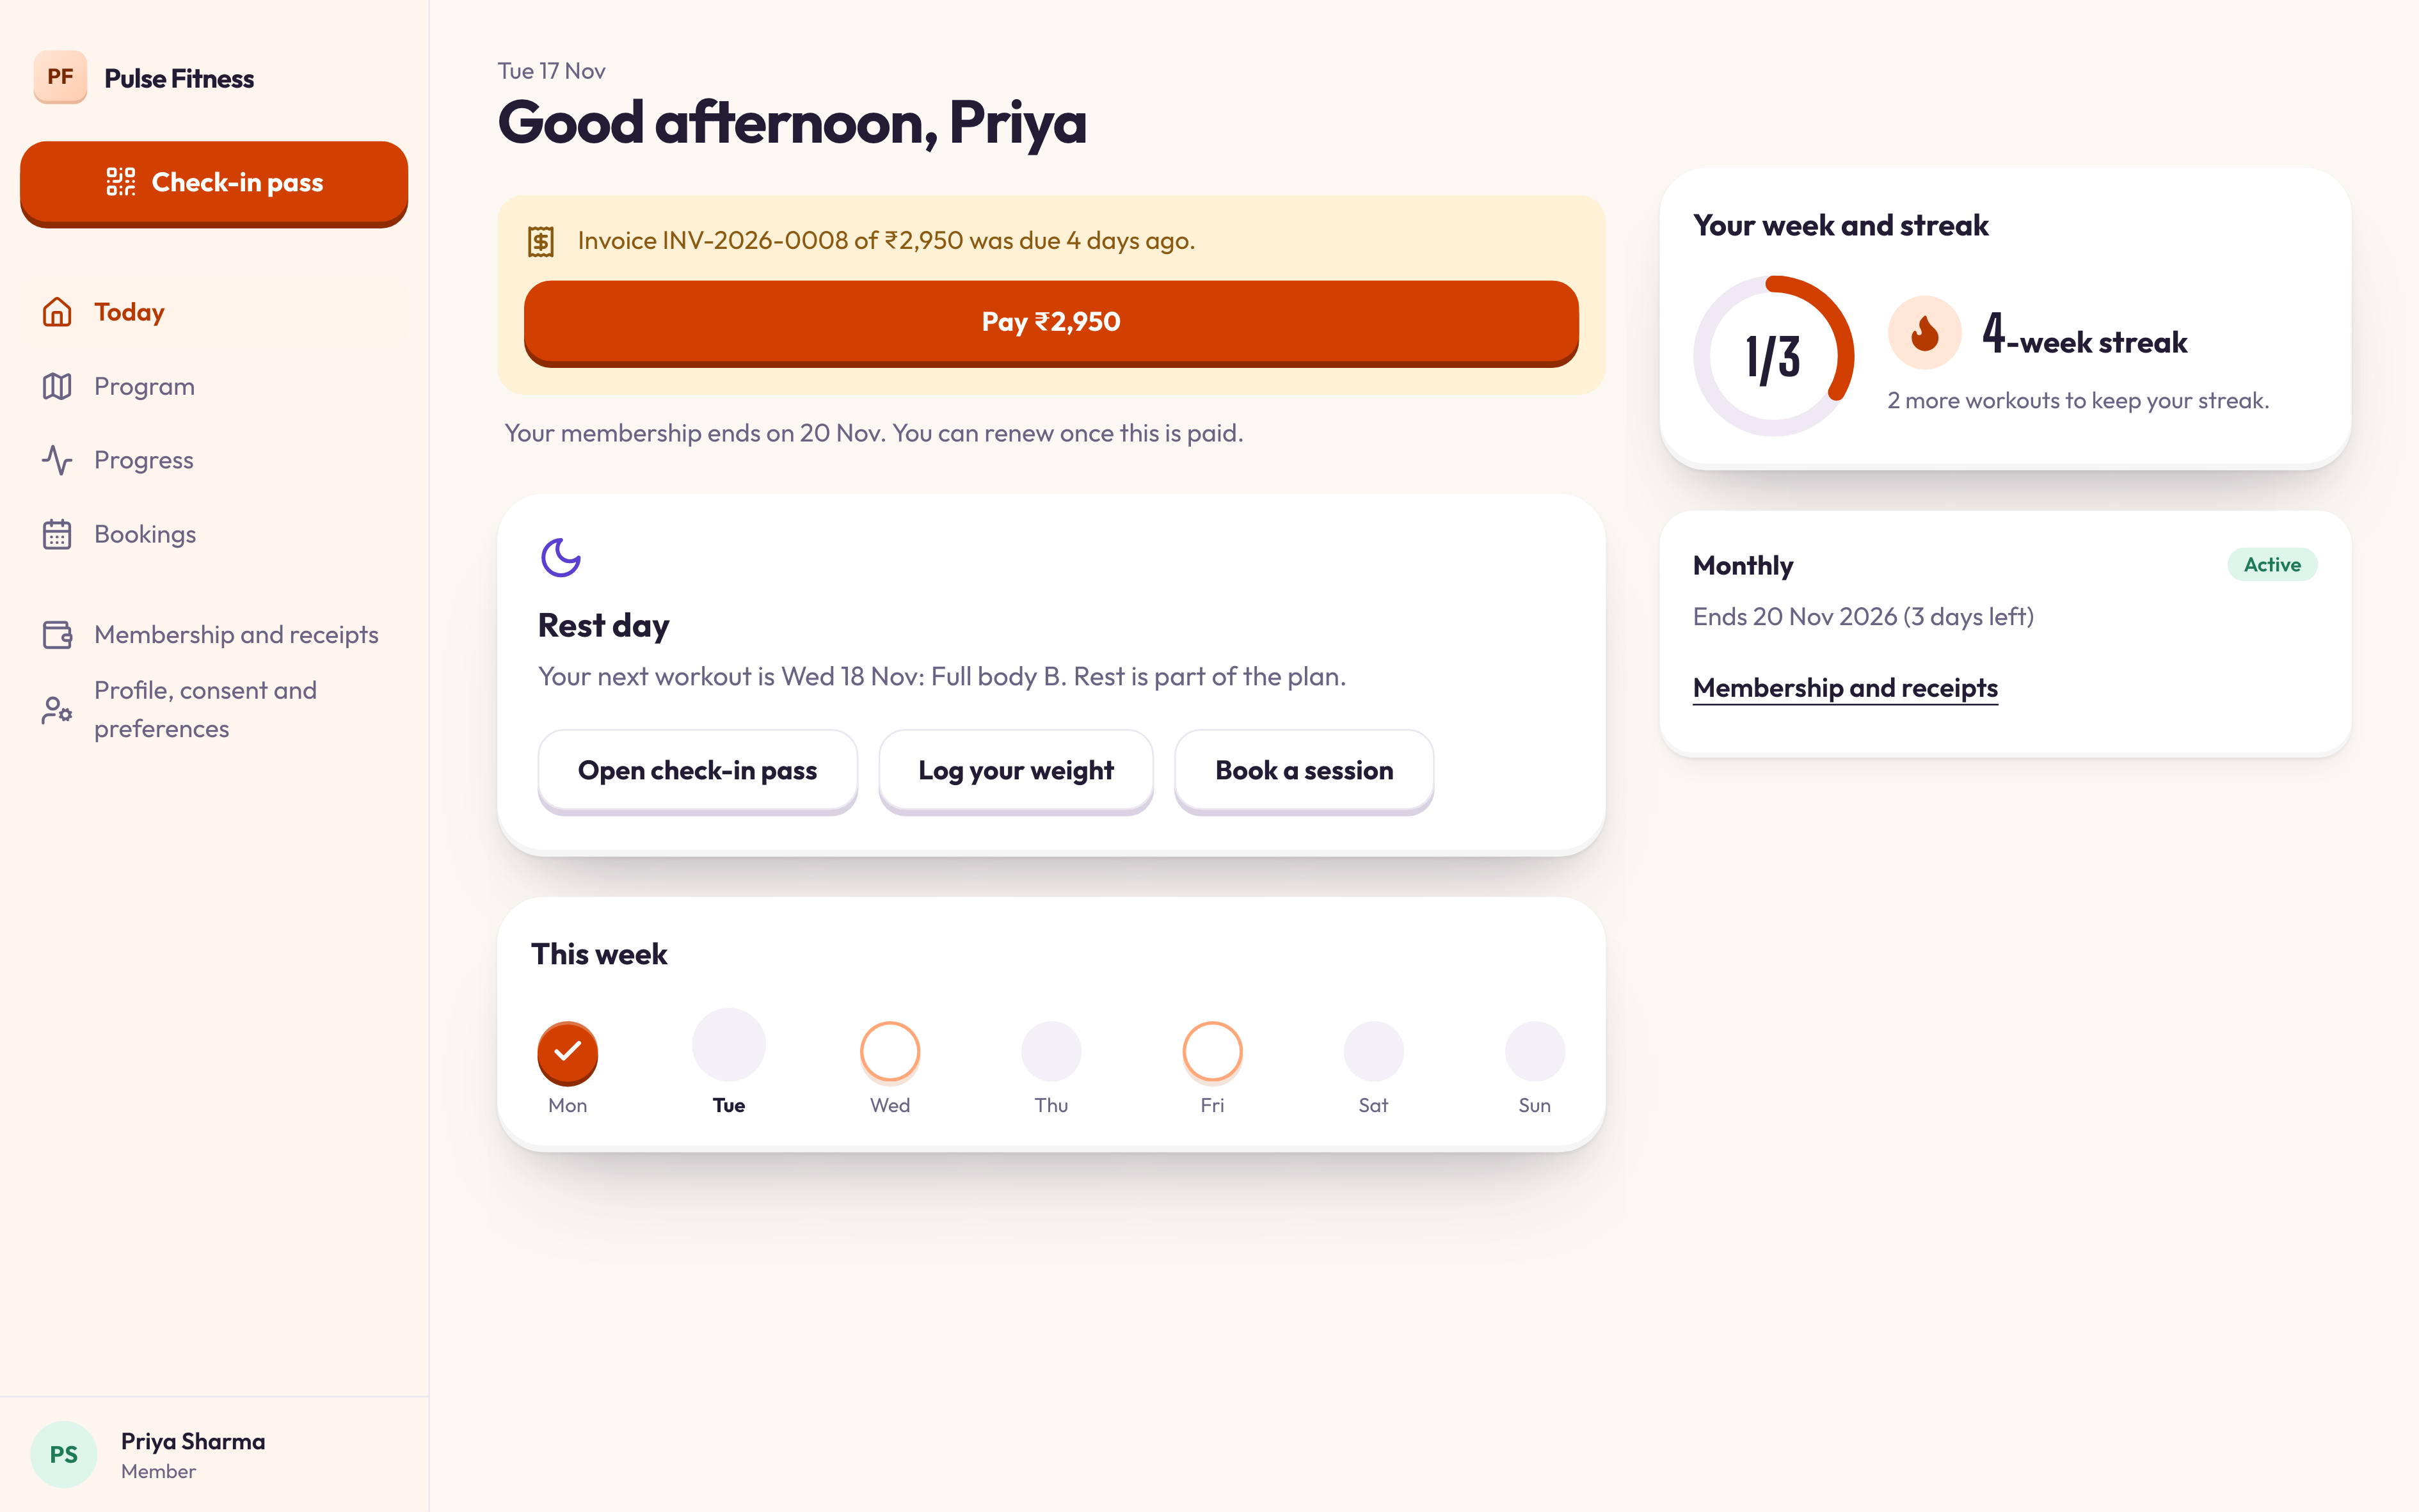 PF
Pulse Fitness
Check-in pass
Today
Program
Progress
Bookings
Membership and receipts
Profile, consent and
preferences
PS
Priya Sharma
Member
Tue 17 Nov
Good afternoon, Priya
Invoice INV-2026-0008 of ₹2,950 was due 4 days ago.
Pay ₹2,950
Your membership ends on 20 Nov. You can renew once this is paid.
Rest day
Your next workout is Wed 18 Nov: Full body B. Rest is part of the plan.
Open check-in pass
Log your weight
Book a session
This week
Mon
Tue
Wed
Thu
Fri
Sat
Sun
Your week and streak
1/3
4-week streak
2 more workouts to keep your streak.
Monthly
Active
Ends 20 Nov 2026 (3 days left)
Membership and receipts